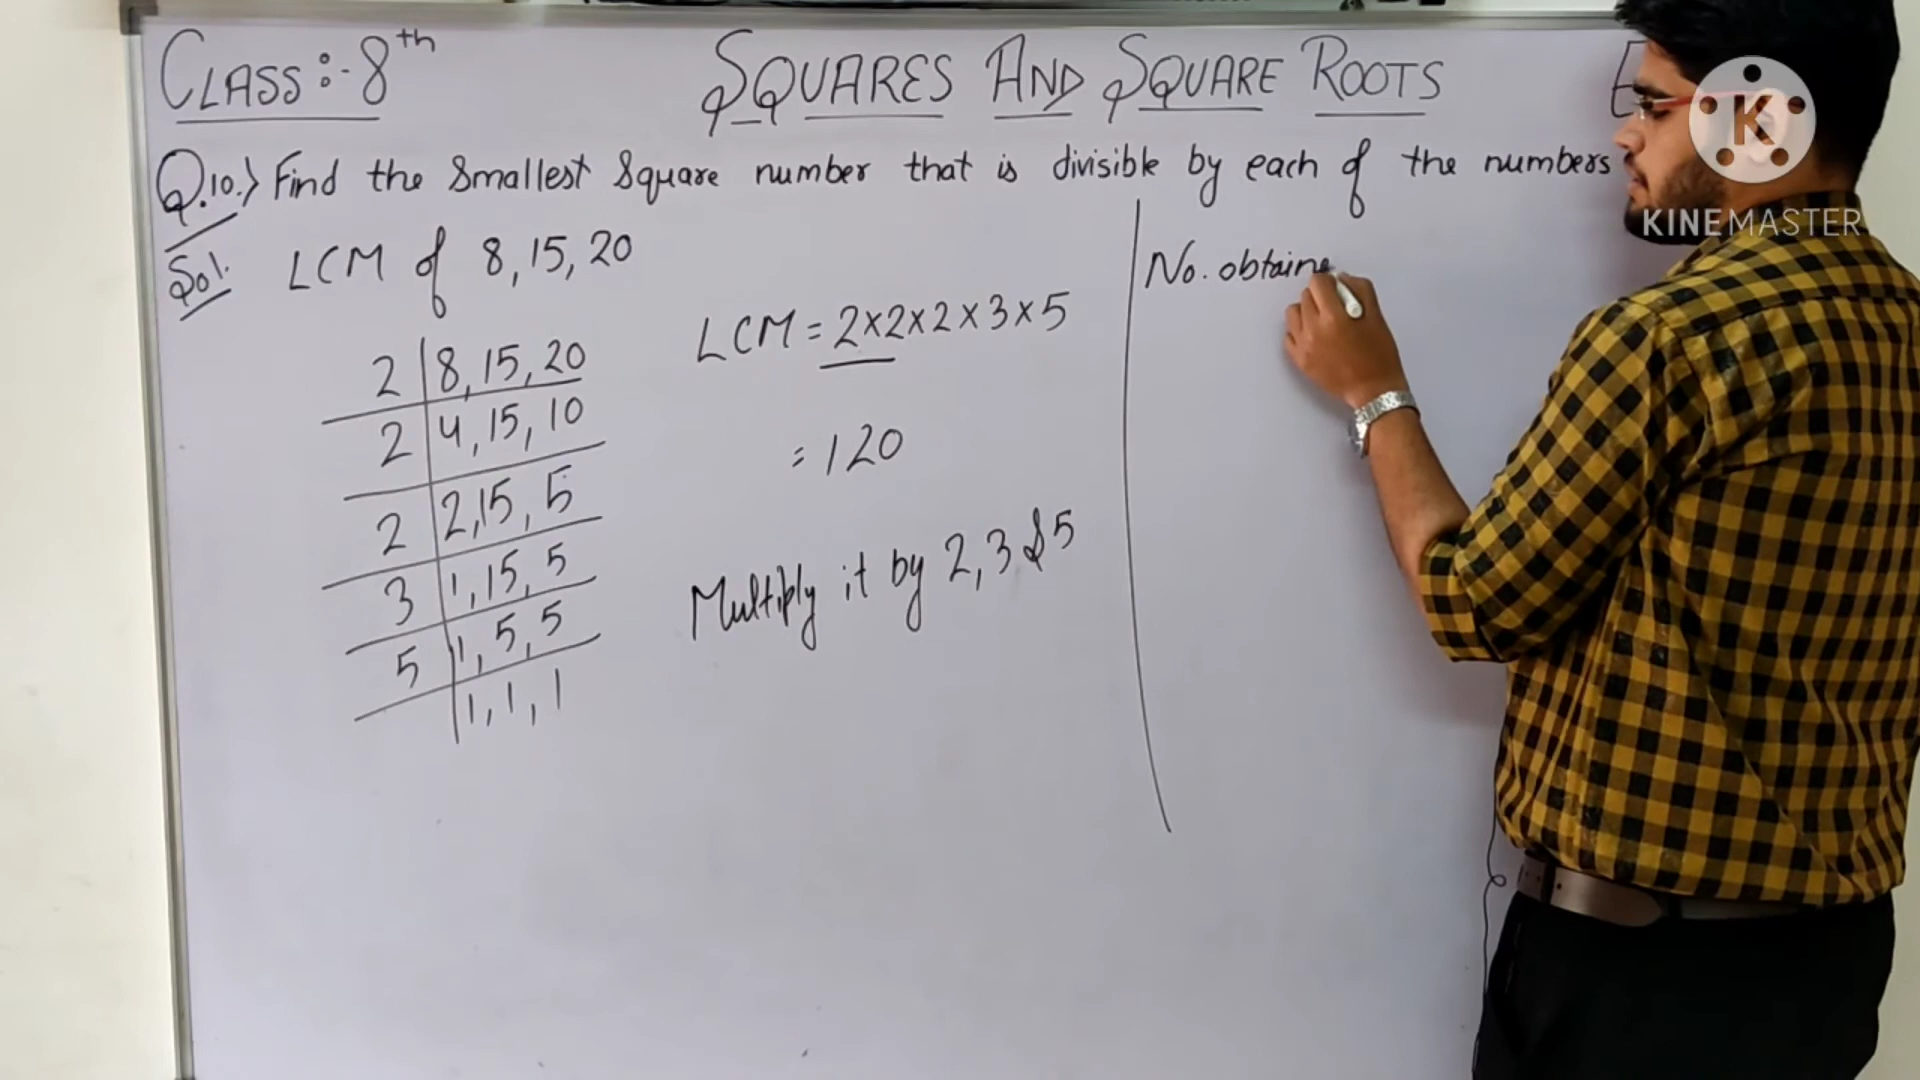 CLASS:-8th
SQUARES AND SQUARE ROOTS
E
Q.10.) Find the smallest square number that is divisible by each of the numbers
Sol. LCM of 8, 15, 20
2 | 8, 15, 20
2 | 4, 15, 10
2 | 2, 15, 5
3 | 1, 15, 5
5 | 1, 5, 5
1, 1, 1
LCM = 2×2×2×3×5
= 120
Multiply it by 2, 3 & 5
No. obtaine
K
KINEMASTER